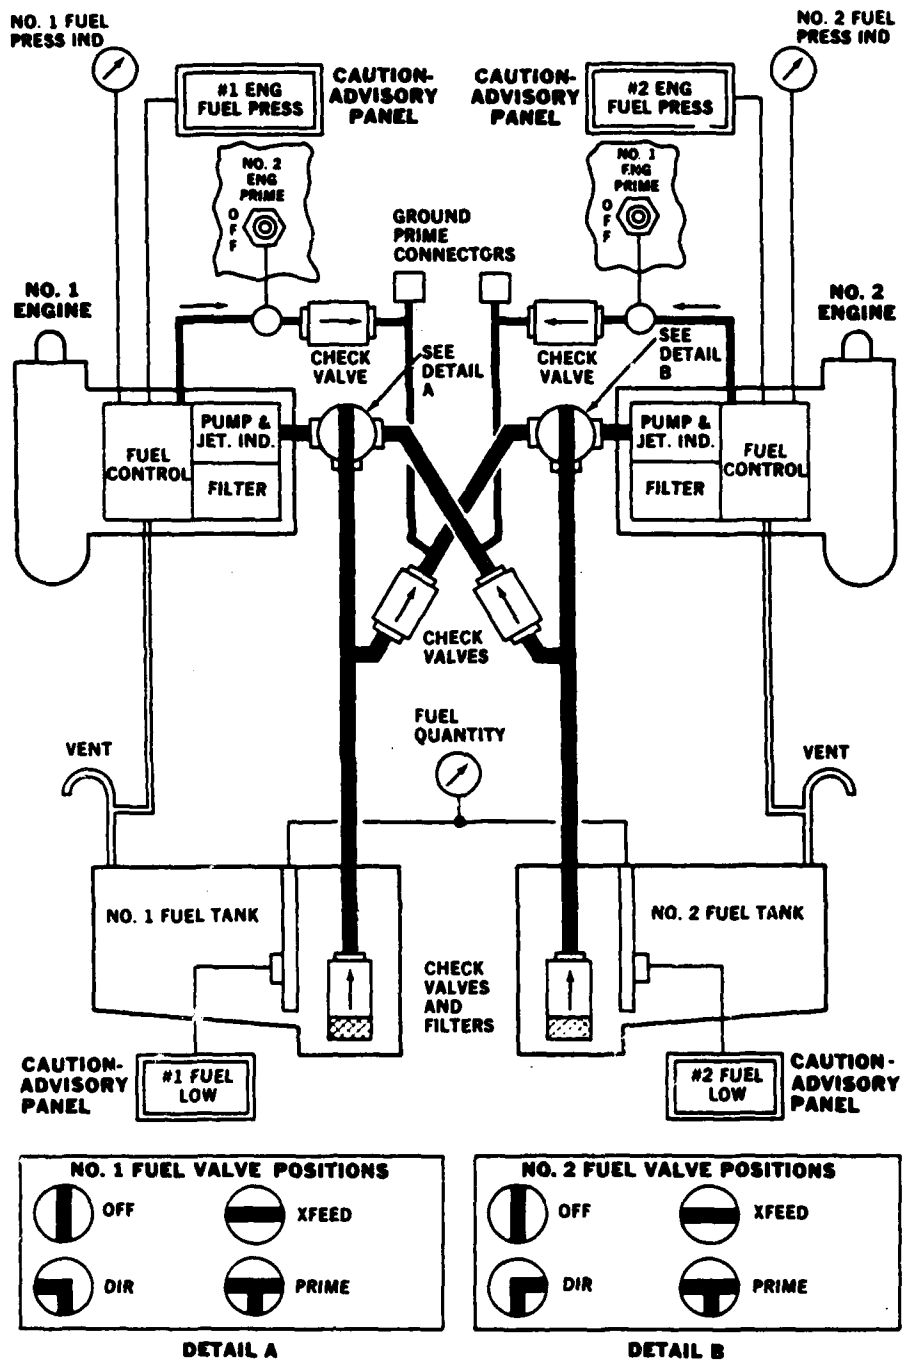 NO. 1 FUEL
PRESS IND
NO. 2 FUEL
PRESS IND
#1 ENG
FUEL PRESS
CAUTION-
ADVISORY
PANEL
CAUTION-
ADVISORY
PANEL
#2 ENG
FUEL PRESS
NO. 2
ENG
PRIME
O
F
F
NO. 1
ENG
PRIME
O
F
F
GROUND
PRIME
CONNECTORS
NO. 1
ENGINE
NO. 2
ENGINE
CHECK
VALVE
SEE
DETAIL
A
CHECK
VALVE
SEE
DETAIL
B
FUEL
CONTROL
PUMP &
JET. IND.
FILTER
PUMP &
JET. IND.
FILTER
FUEL
CONTROL
CHECK
VALVES
FUEL
QUANTITY
VENT
VENT
NO. 1 FUEL TANK
NO. 2 FUEL TANK
CHECK
VALVES
AND
FILTERS
CAUTION-
ADVISORY
PANEL
#1 FUEL
LOW
#2 FUEL
LOW
CAUTION-
ADVISORY
PANEL
NO. 1 FUEL VALVE POSITIONS
OFF
XFEED
DIR
PRIME
DETAIL A
NO. 2 FUEL VALVE POSITIONS
OFF
XFEED
DIR
PRIME
DETAIL B